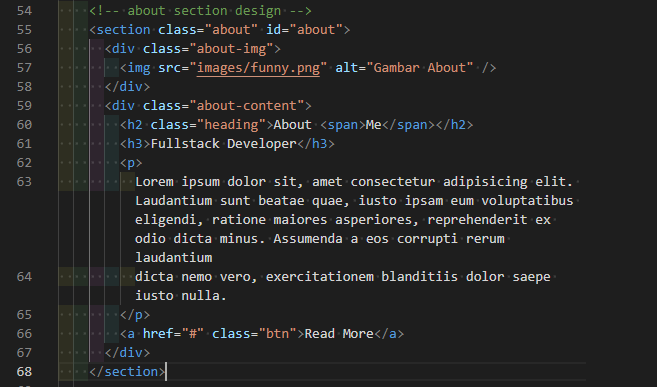 54 <!-- about section design -->
55 <section class="about" id="about">
56 <div class="about-img">
57 <img src="images/funny.png" alt="Gambar About" />
58 </div>
59 <div class="about-content">
60 <h2 class="heading">About <span>Me</span></h2>
61 <h3>Fullstack Developer</h3>
62 <p>
63 Lorem ipsum dolor sit, amet consectetur adipisicing elit.
Laudantium sunt beatae quae, iusto ipsam eum voluptatibus
eligendi, ratione maiores asperiores, reprehenderit ex
odio dicta minus. Assumenda a eos corrupti rerum
laudantium
64 dicta nemo vero, exercitationem blanditiis dolor saepe
iusto nulla.
65 </p>
66 <a href="#" class="btn">Read More</a>
67 </div>
68 </section>